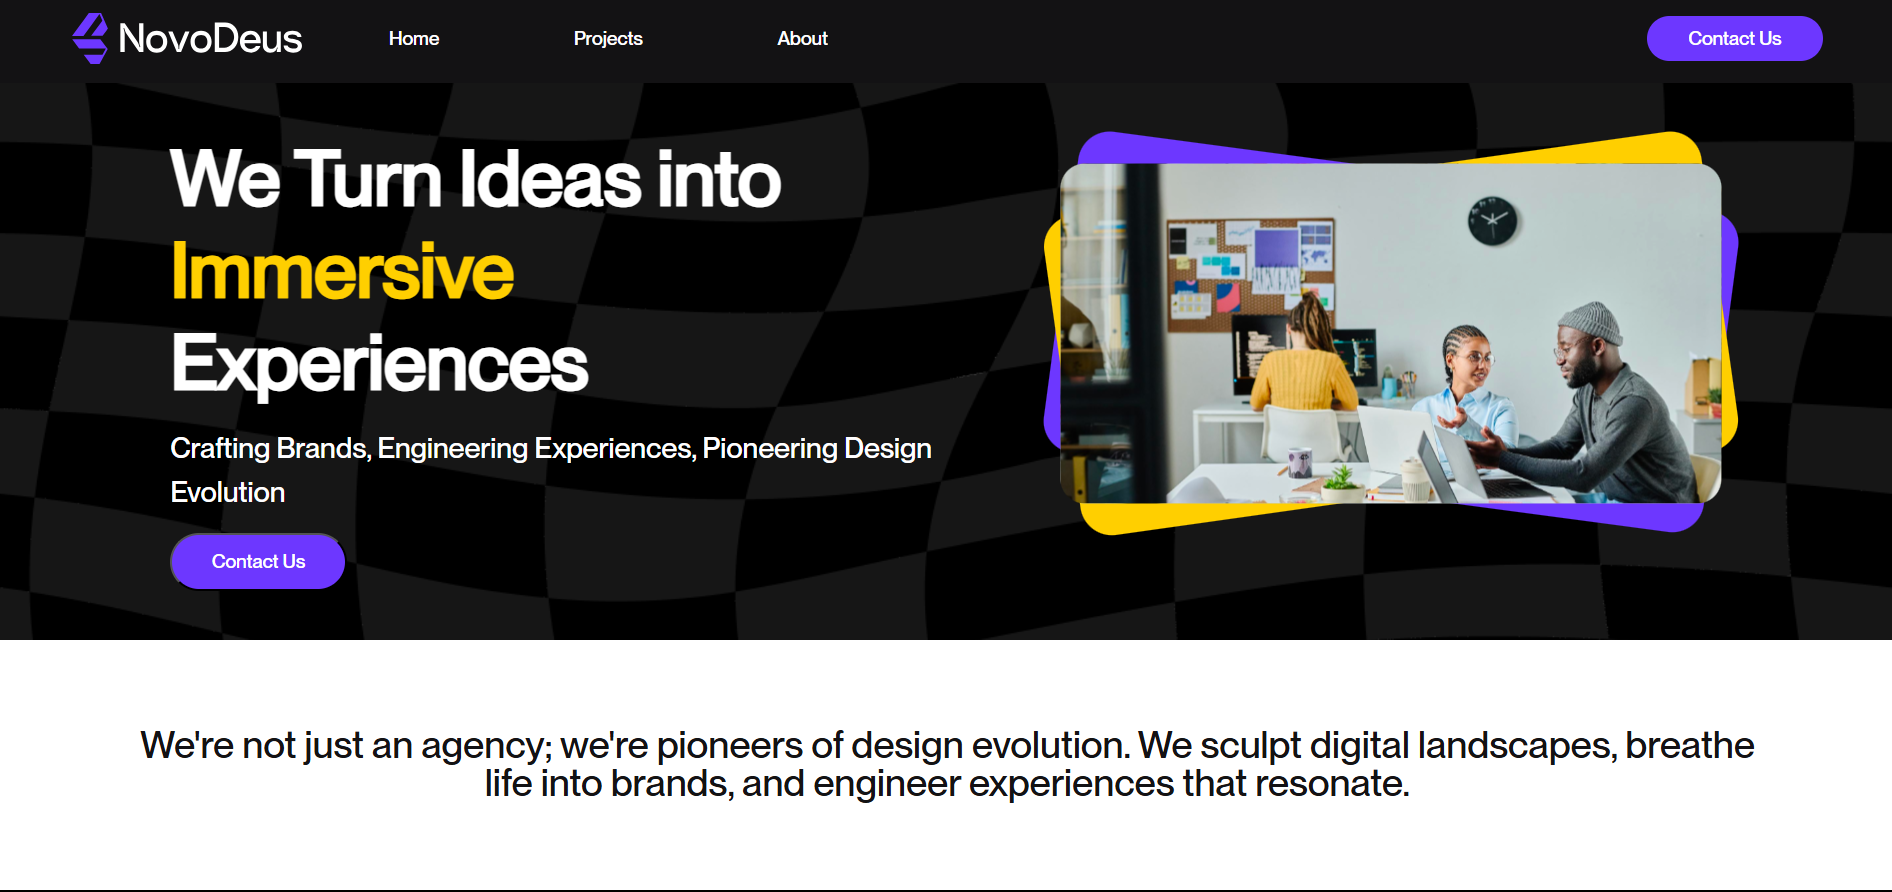 NovoDeus
Home
Projects
About
Contact Us
We Turn Ideas into
Immersive
Experiences
Crafting Brands, Engineering Experiences, Pioneering Design
Evolution
Contact Us
We're not just an agency; we're pioneers of design evolution. We sculpt digital landscapes, breathe
life into brands, and engineer experiences that resonate.